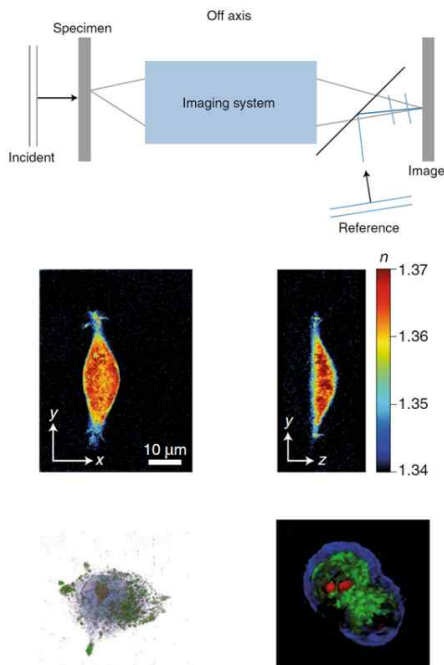 Off axis
Specimen
Imaging system
Incident
Image
Reference
n
1.37
1.36
1.35
1.34
y
x
10 µm
y
z